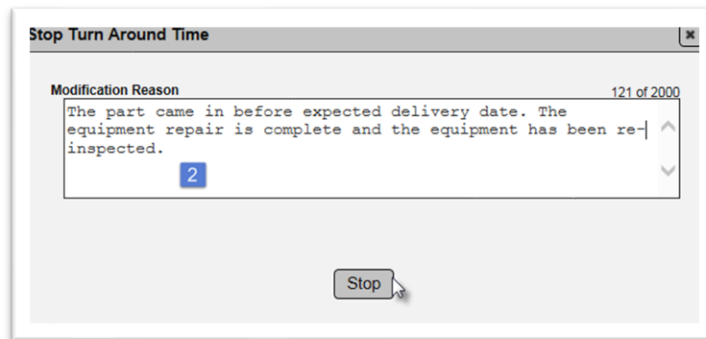 Stop Turn Around Time
Modification Reason
121 of 2000
The part came in before expected delivery date. The
equipment repair is complete and the equipment has been re-
inspected.
2
Stop